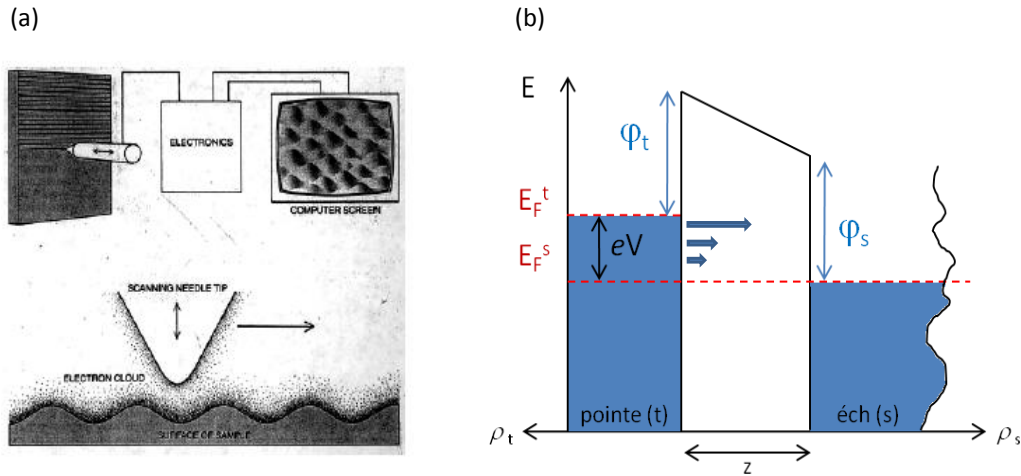 (a)
ELECTRONICS
COMPUTER SCREEN
SCANNING NEEDLE TIP
ELECTRON CLOUD
SURFACE OF SAMPLE
(b)
E
φt
EFt
EFs
eV
φs
pointe (t)
éch (s)
ρt
ρs
z